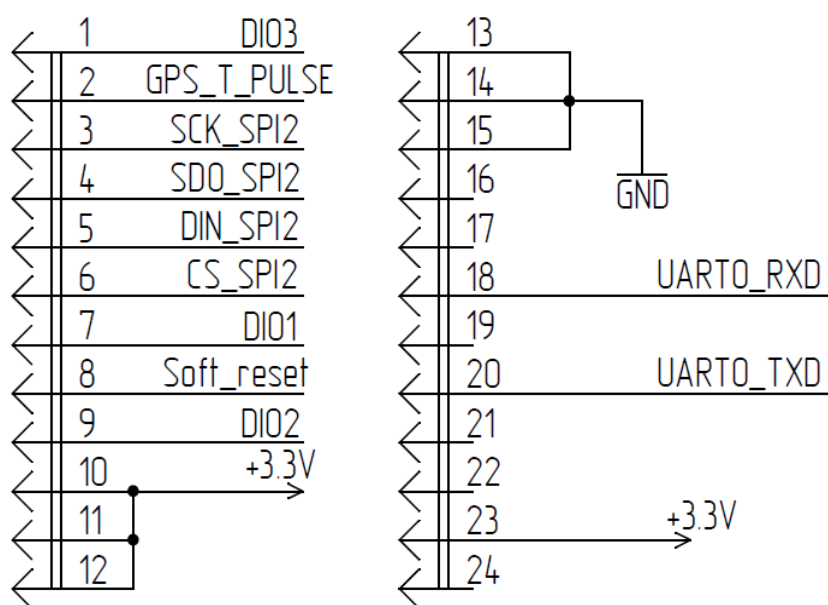 1 DIO3
2 GPS_T_PULSE
3 SCK_SPI2
4 SDO_SPI2
5 DIN_SPI2
6 CS_SPI2
7 DIO1
8 Soft_reset
9 DIO2
10 +3.3V
11
12
13
14
15
16
GND
17
18 UART0_RXD
19
20 UART0_TXD
21
22
23 +3.3V
24